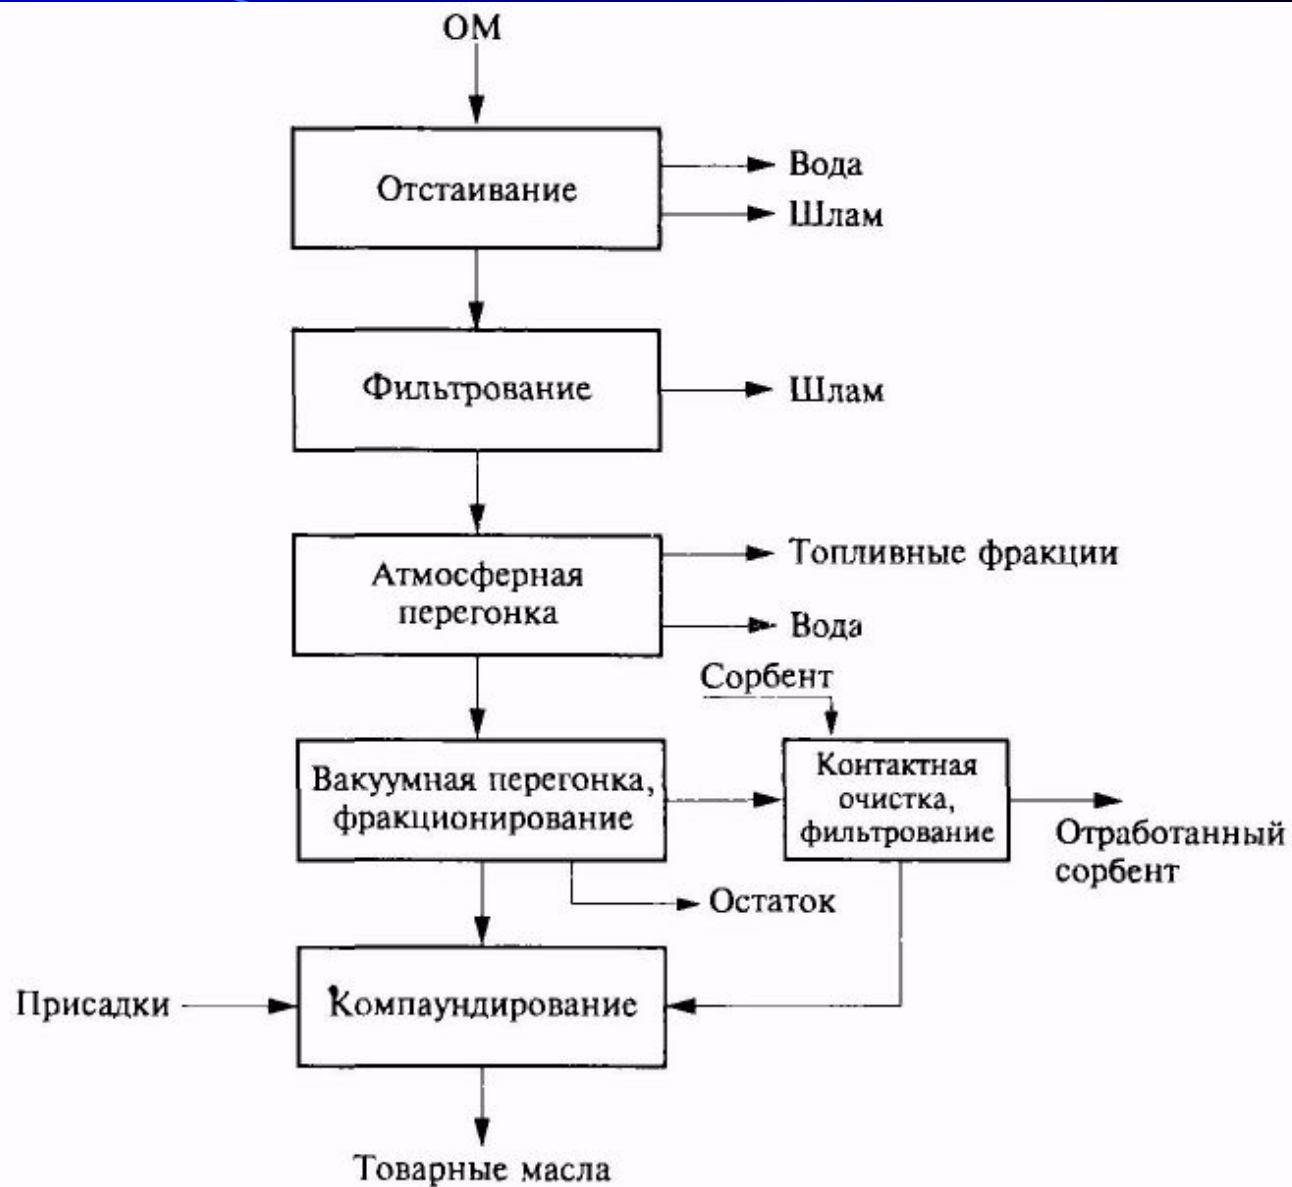 ОМ
Отстаивание
Вода
Шлам
Фильтрование
Шлам
Атмосферная
перегонка
Топливные фракции
Вода
Сорбент
Вакуумная перегонка,
фракционирование
Контактная
очистка,
фильтрование
Отработанный
сорбент
Остаток
Присадки
Компаундирование
Товарные масла